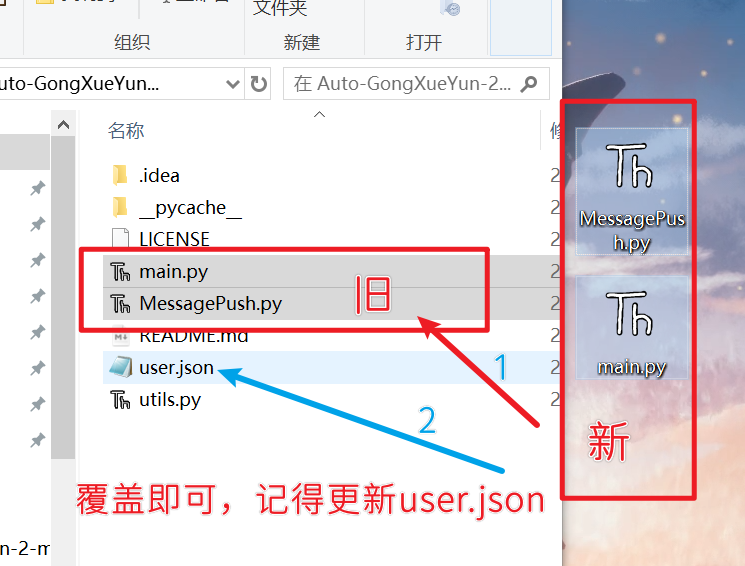 文件夹
组织
新建
打开
uto-GongXueYun...
在 Auto-GongXueYun-2...
名称
.idea
__pycache__
LICENSE
main.py
MessagePush.py
README.md
user.json
utils.py
旧
1
2
覆盖即可，记得更新user.json
MessagePus
h.py
main.py
新
n-2-m